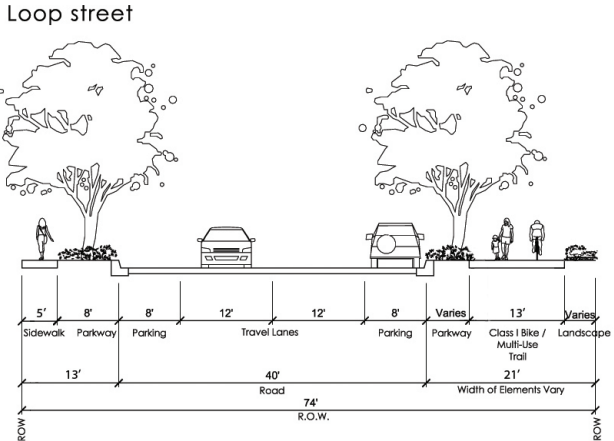 Loop street
5' 8' 8' 12' 12' 8' Varies 13' Varies
Sidewalk Parkway Parking Travel Lanes Parking Parkway Class I Bike / Landscape
Multi-Use
Trail
13' 40' 21'
Road Width of Elements Vary
74'
R.O.W.
ROW ROW